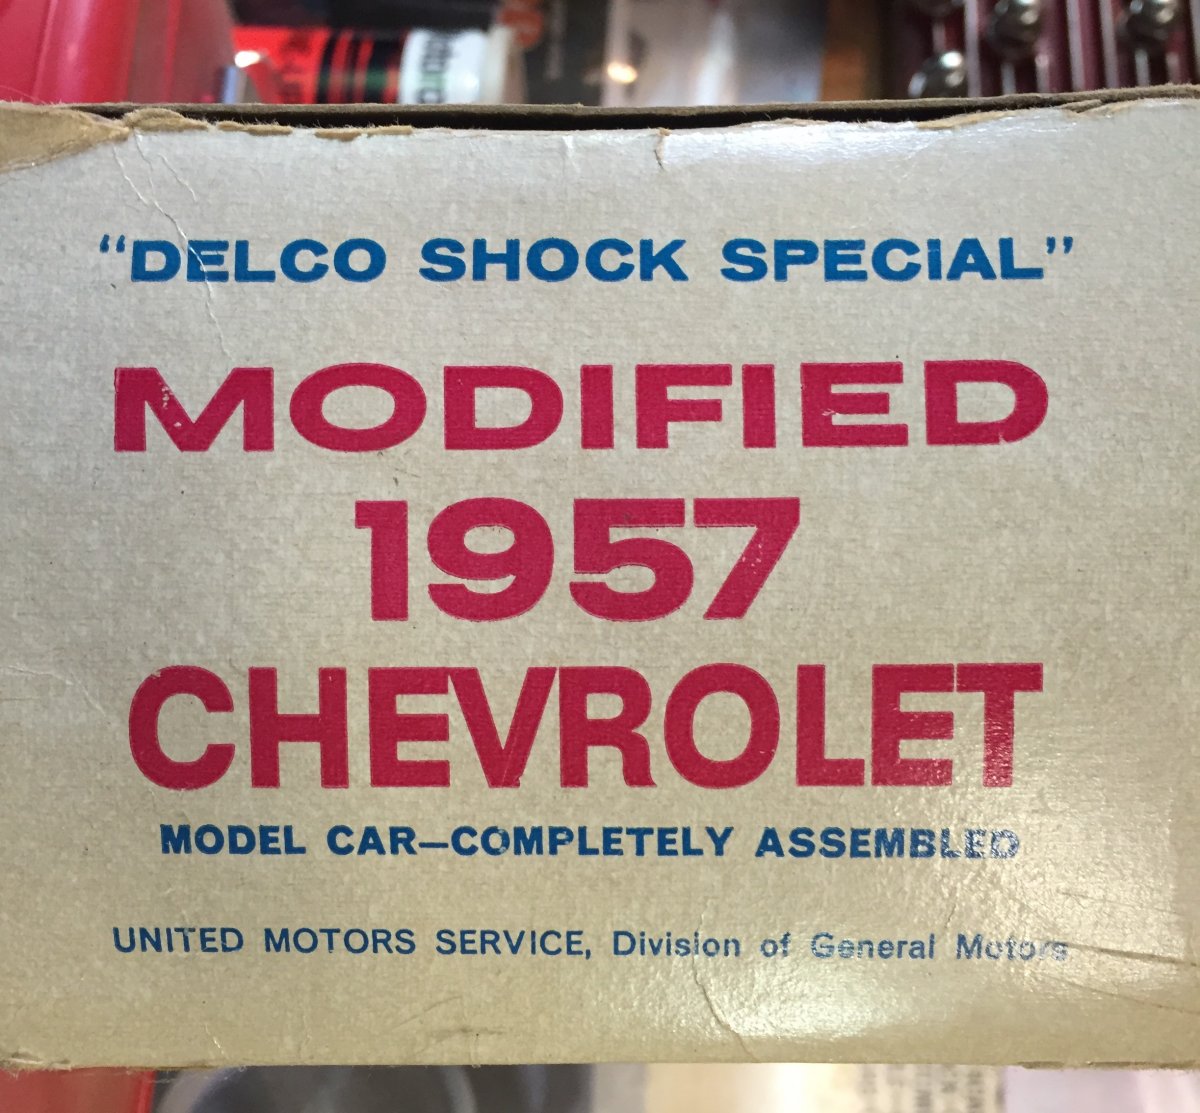 “DELCO SHOCK SPECIAL”
MODIFIED
1957
CHEVROLET
MODEL CAR—COMPLETELY ASSEMBLED
UNITED MOTORS SERVICE, Division of General Motors